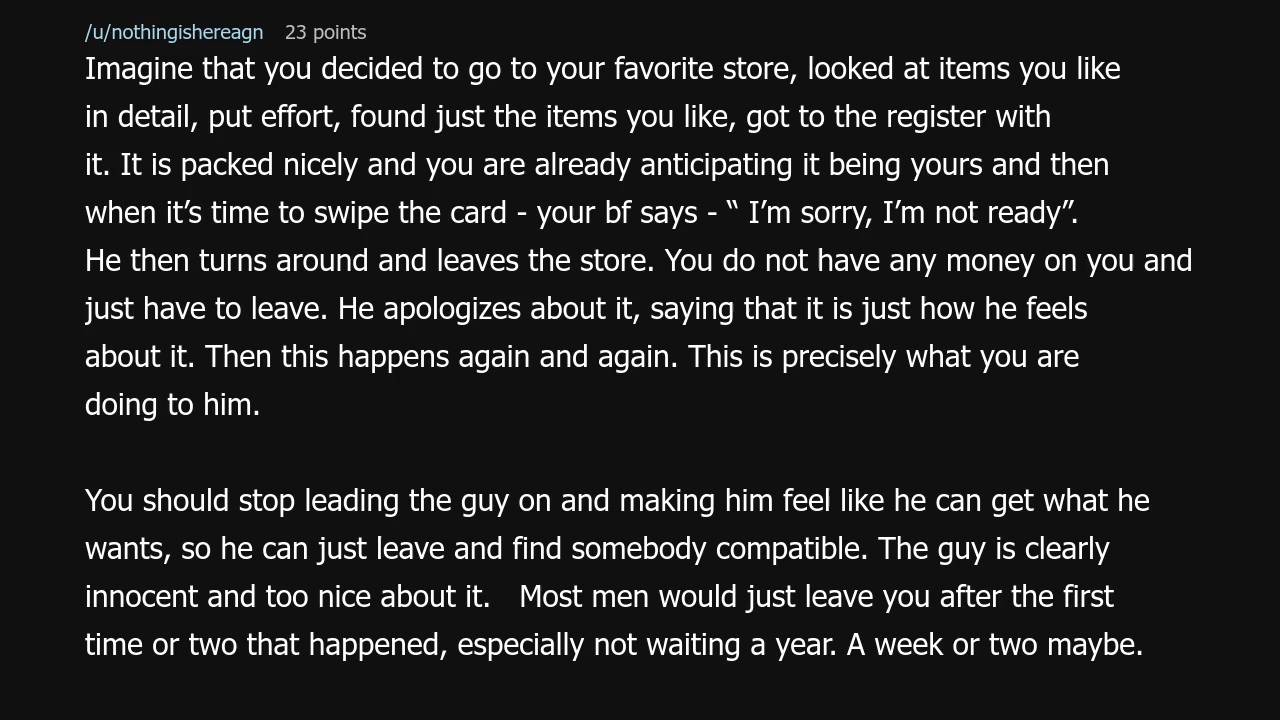 /u/nothingishereagn 23 points
Imagine that you decided to go to your favorite store, looked at items you like
in detail, put effort, found just the items you like, got to the register with
it. It is packed nicely and you are already anticipating it being yours and then
when it’s time to swipe the card - your bf says - “ I’m sorry, I’m not ready”.
He then turns around and leaves the store. You do not have any money on you and
just have to leave. He apologizes about it, saying that it is just how he feels
about it. Then this happens again and again. This is precisely what you are
doing to him.
You should stop leading the guy on and making him feel like he can get what he
wants, so he can just leave and find somebody compatible. The guy is clearly
innocent and too nice about it. Most men would just leave you after the first
time or two that happened, especially not waiting a year. A week or two maybe.